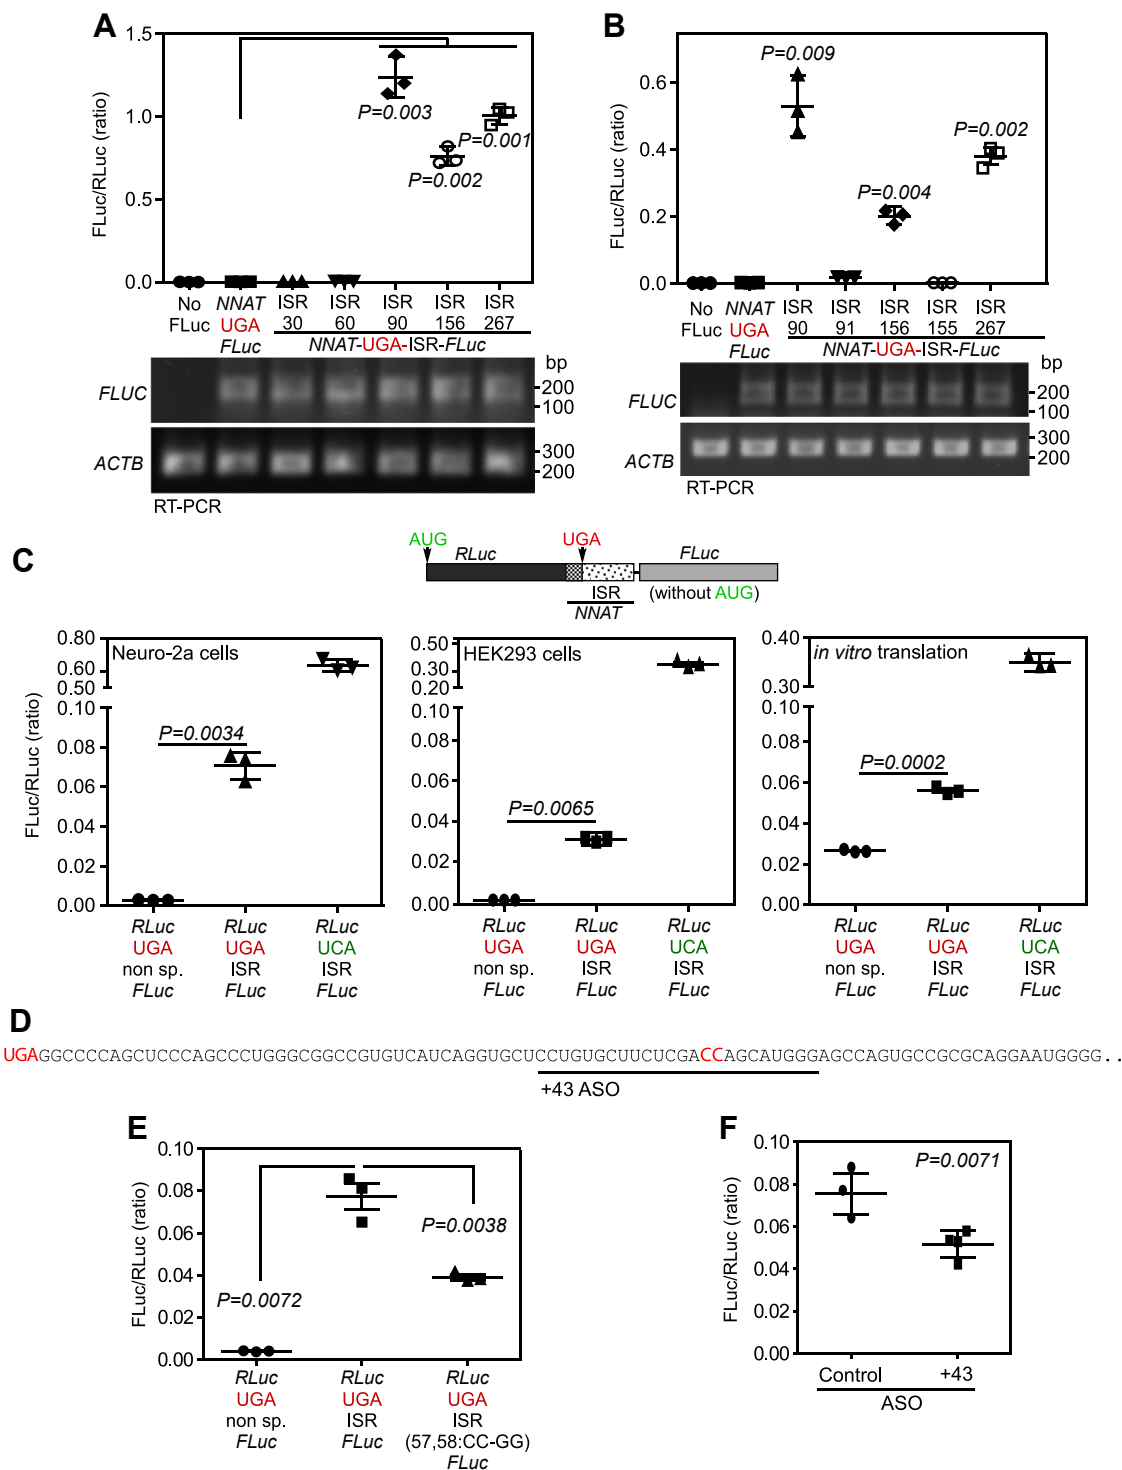 A
B
FLuc/RLuc (ratio)
1.5
1.0
0.5
0.0
P=0.003
P=0.002
P=0.001
No FLuc
NNAT UGA FLuc
ISR 30
ISR 60
ISR 90
ISR 156
ISR 267
NNAT-UGA-ISR-FLuc
bp
FLUC
200
100
ACTB
300
200
RT-PCR
FLuc/RLuc (ratio)
0.6
0.4
0.2
0.0
P=0.009
P=0.004
P=0.002
No FLuc
NNAT UGA FLuc
ISR 90
ISR 91
ISR 156
ISR 155
ISR 267
NNAT-UGA-ISR-FLuc
bp
FLUC
200
100
ACTB
300
200
RT-PCR
C
AUG
RLuc
UGA
FLuc
ISR
(without AUG)
NNAT
FLuc/RLuc (ratio)
0.80
0.60
0.50
0.10
0.08
0.06
0.04
0.02
0.00
Neuro-2a cells
P=0.0034
RLuc UGA non sp. FLuc
RLuc UGA ISR FLuc
RLuc UCA ISR FLuc
0.50
0.30
0.20
0.10
0.08
0.06
0.04
0.02
0.00
HEK293 cells
P=0.0065
RLuc UGA non sp. FLuc
RLuc UGA ISR FLuc
RLuc UCA ISR FLuc
0.40
0.30
0.10
0.08
0.06
0.04
0.02
0.00
in vitro translation
P=0.0002
RLuc UGA non sp. FLuc
RLuc UGA ISR FLuc
RLuc UCA ISR FLuc
D
UGAGGCCCCAGCUCCCAGCCCUGGGCGGCCGUGUCAUCAGGUGCUCCUGUGCUUCUCGACCAGCAUGGGAGCCAGUGCCGCGCAGGAAUGGGG..
+43 ASO
E
FLuc/RLuc (ratio)
0.10
0.08
0.06
0.04
0.02
0.00
P=0.0072
P=0.0038
RLuc UGA non sp. FLuc
RLuc UGA ISR FLuc
RLuc UGA ISR (57,58:CC-GG) FLuc
F
FLuc/RLuc (ratio)
0.10
0.08
0.06
0.04
0.02
0.00
P=0.0071
Control
+43
ASO